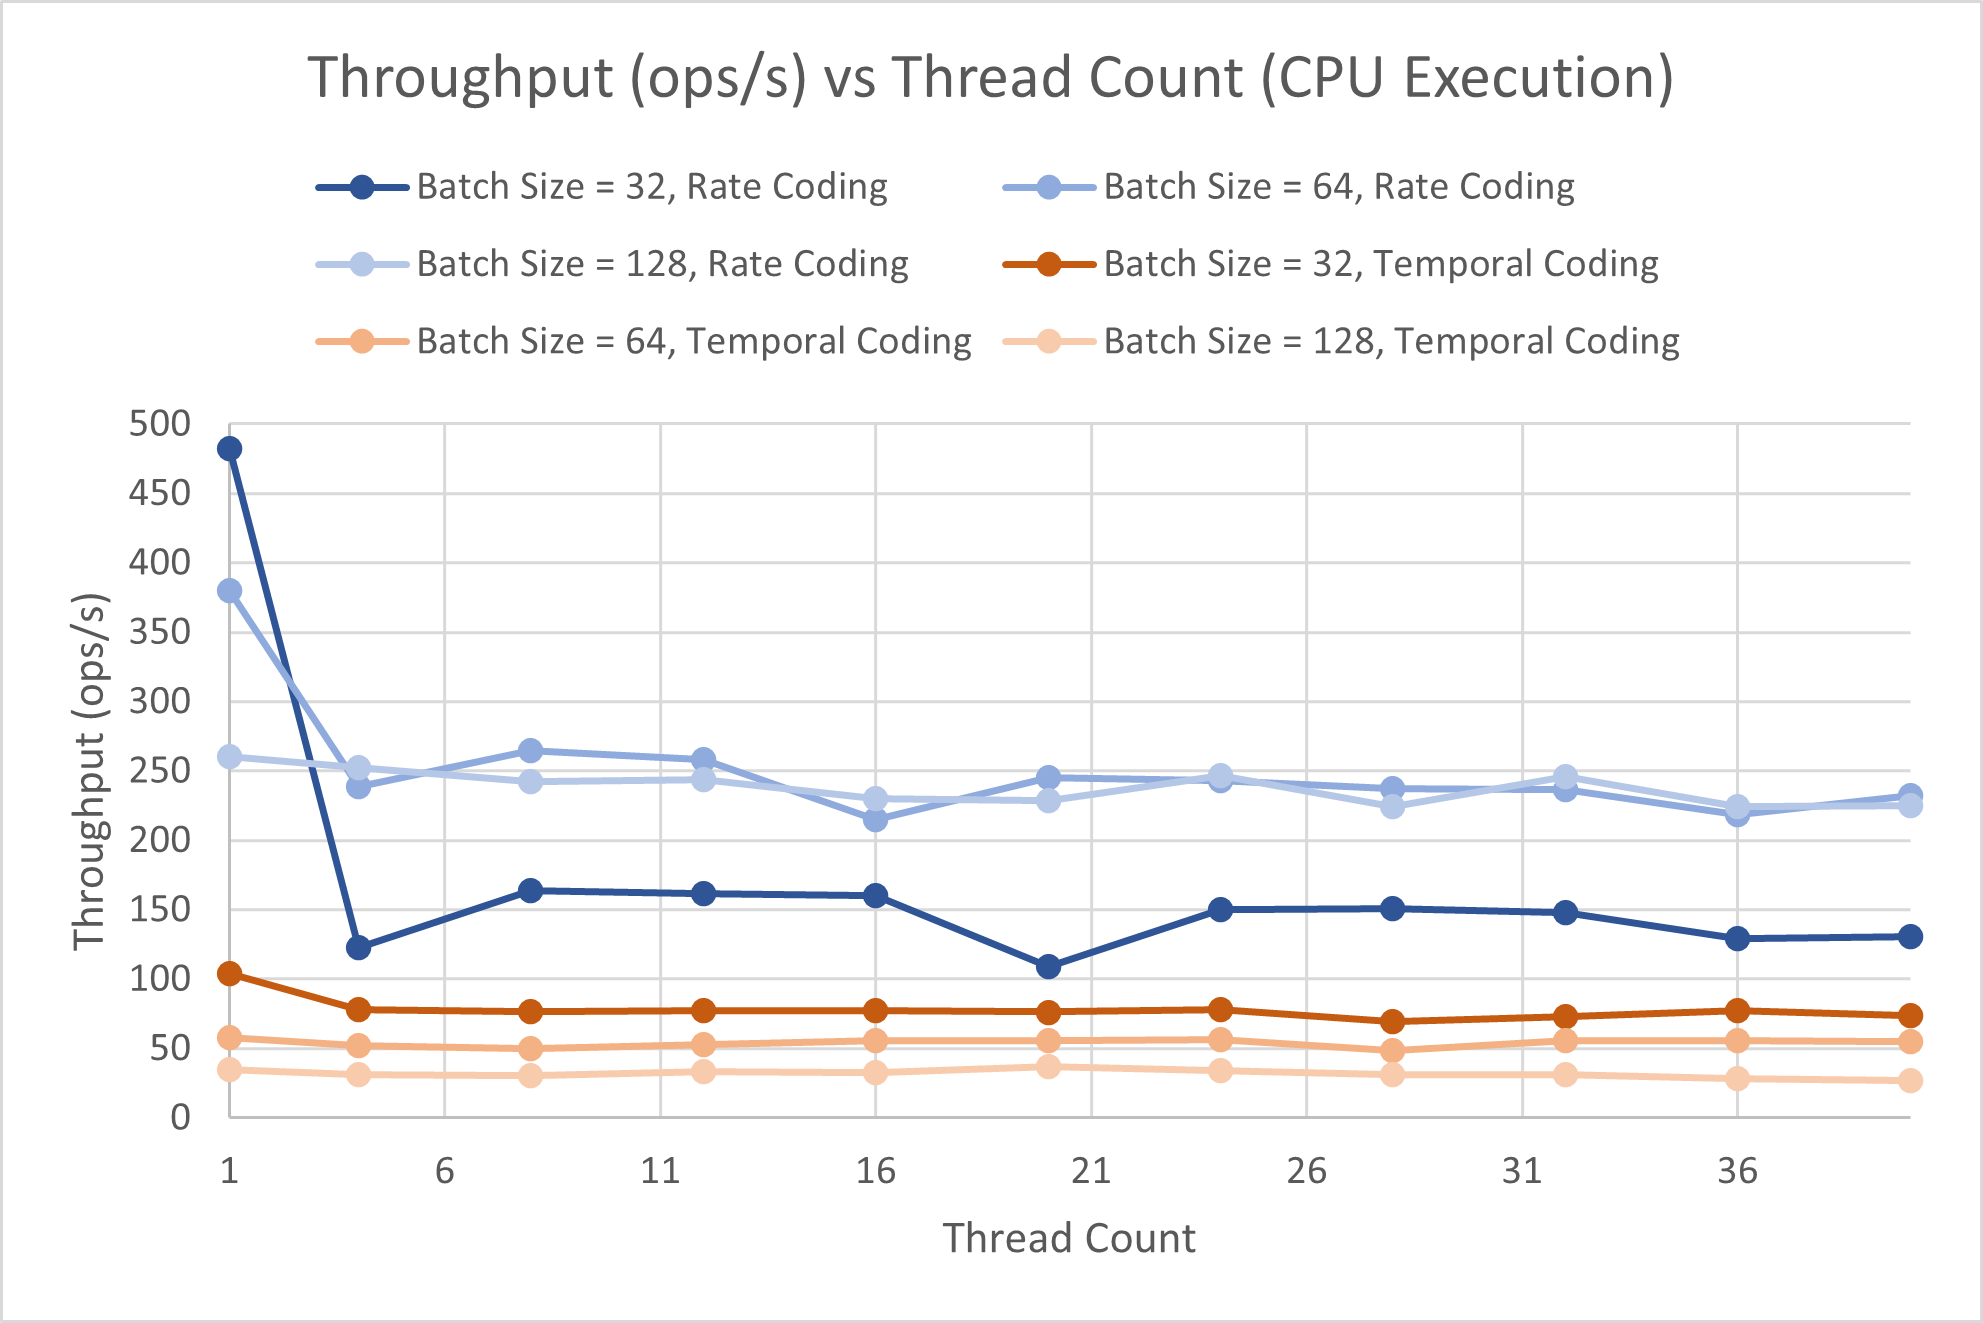 Throughput (ops/s) vs Thread Count (CPU Execution)
Batch Size = 32, Rate Coding
Batch Size = 64, Rate Coding
Batch Size = 128, Rate Coding
Batch Size = 32, Temporal Coding
Batch Size = 64, Temporal Coding
Batch Size = 128, Temporal Coding
Throughput (ops/s)
500
450
400
350
300
250
200
150
100
50
0
1 6 11 16 21 26 31 36
Thread Count